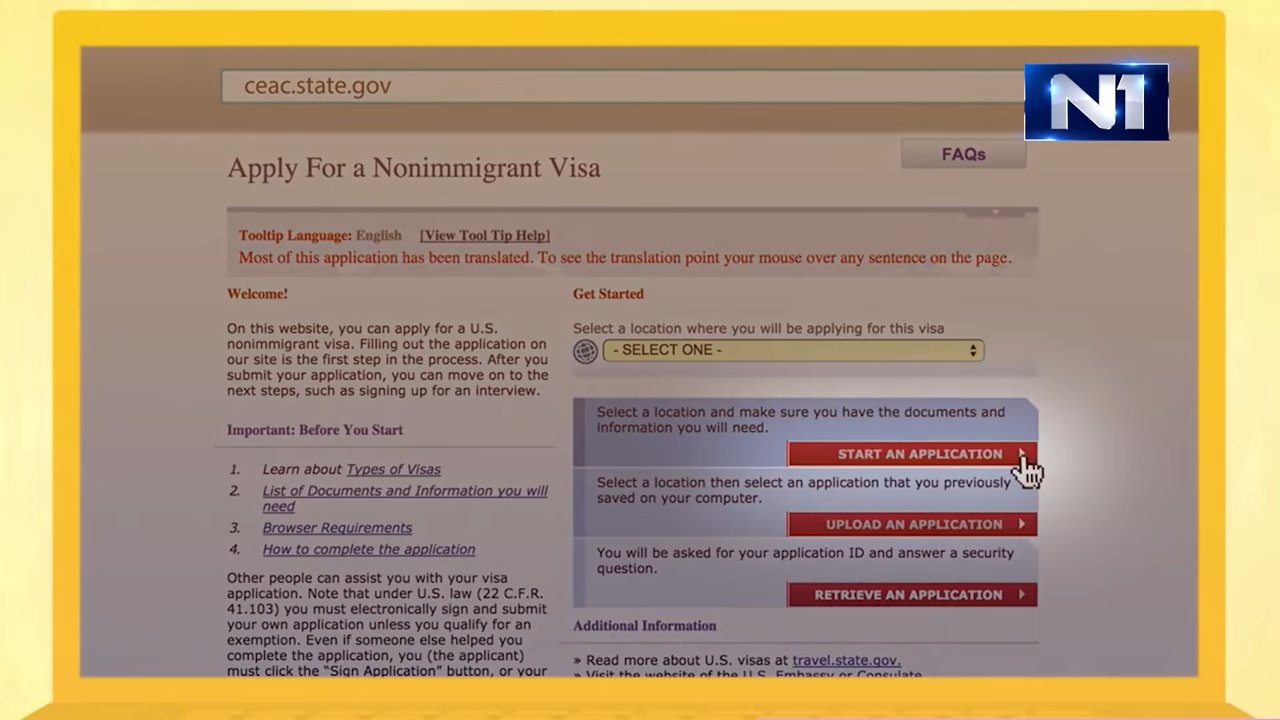 ceac.state.gov
N1
FAQs
Apply For a Nonimmigrant Visa
Tooltip Language: English [View Tool Tip Help]
Most of this application has been translated. To see the translation point your mouse over any sentence on the page.
Welcome!
On this website, you can apply for a U.S.
nonimmigrant visa. Filling out the application on
our site is the first step in the process. After you
submit your application, you can move on to the
next steps, such as signing up for an interview.
Important: Before You Start
1. Learn about Types of Visas
2. List of Documents and Information you will
need
3. Browser Requirements
4. How to complete the application
Other people can assist you with your visa
application. Note that under U.S. law (22 C.F.R.
41.103) you must electronically sign and submit
your own application unless you qualify for an
exemption. Even if someone else helped you
complete the application, you (the applicant)
must click the “Sign Application” button, or your
Get Started
Select a location where you will be applying for this visa
- SELECT ONE -
Select a location and make sure you have the documents and
information you will need.
START AN APPLICATION
Select a location then select an application that you previously
saved on your computer.
UPLOAD AN APPLICATION
You will be asked for your application ID and answer a security
question.
RETRIEVE AN APPLICATION
Additional Information
» Read more about U.S. visas at travel.state.gov.
» Visit the website of the U.S. Embassy or Consulate